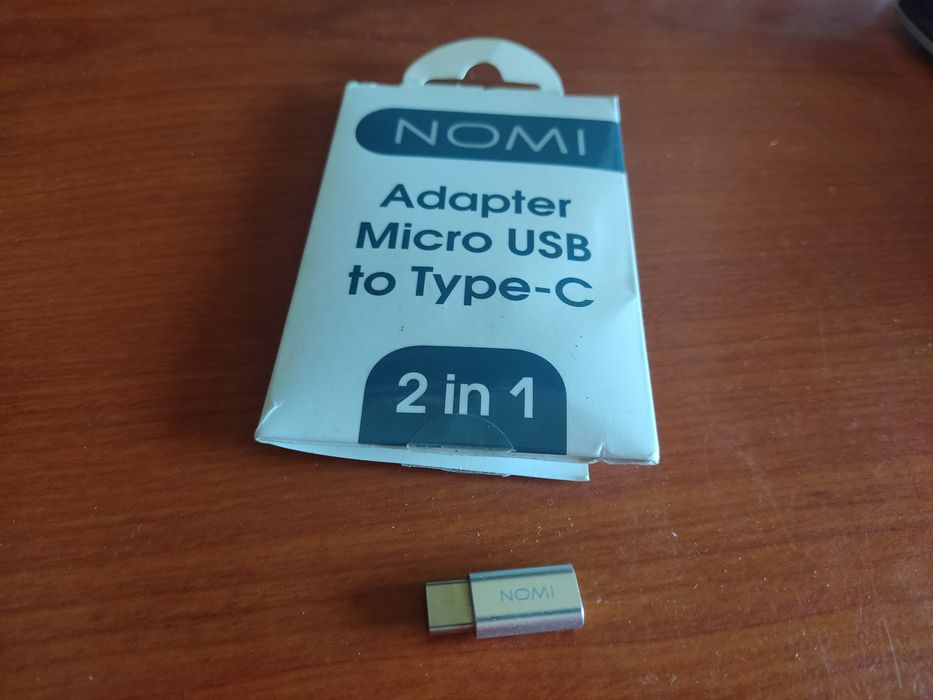 NOMI
Adapter
Micro USB
to Type-C
2 in 1
NOMI